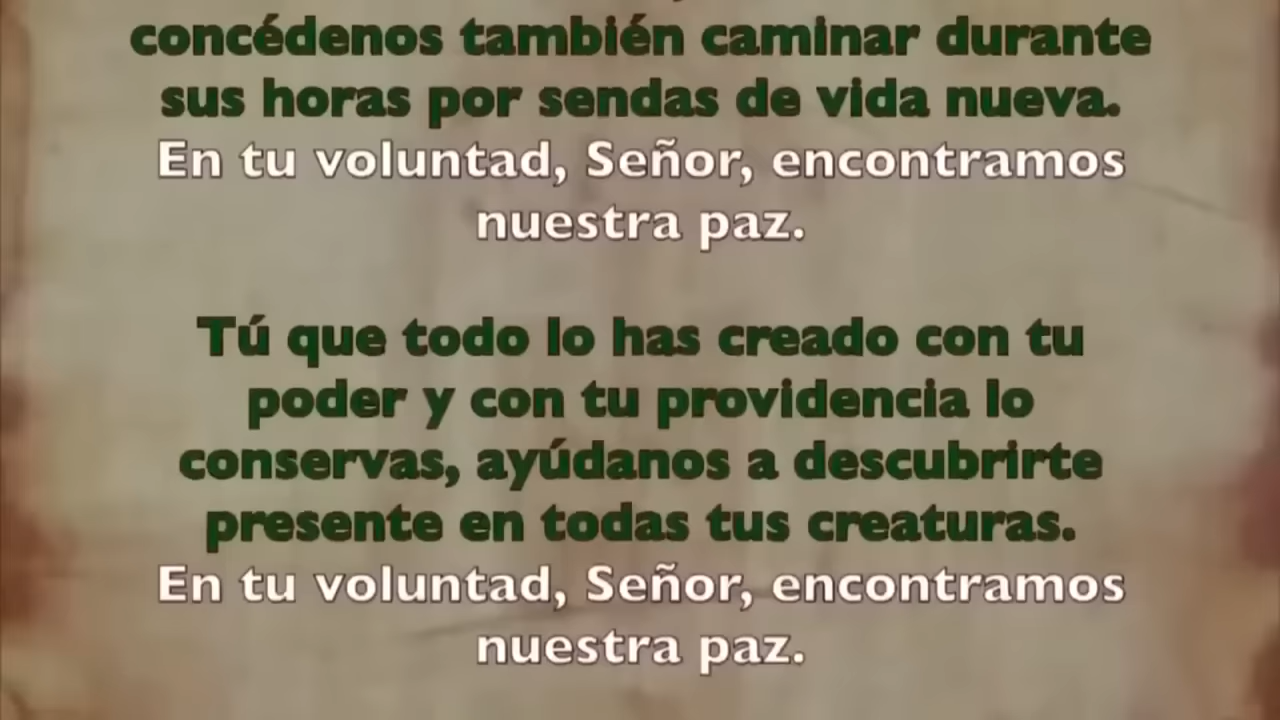 concédenos también caminar durante
sus horas por sendas de vida nueva.
En tu voluntad, Señor, encontramos
nuestra paz.
Tú que todo lo has creado con tu
poder y con tu providencia lo
conservas, ayúdanos a descubrirte
presente en todas tus creaturas.
En tu voluntad, Señor, encontramos
nuestra paz.